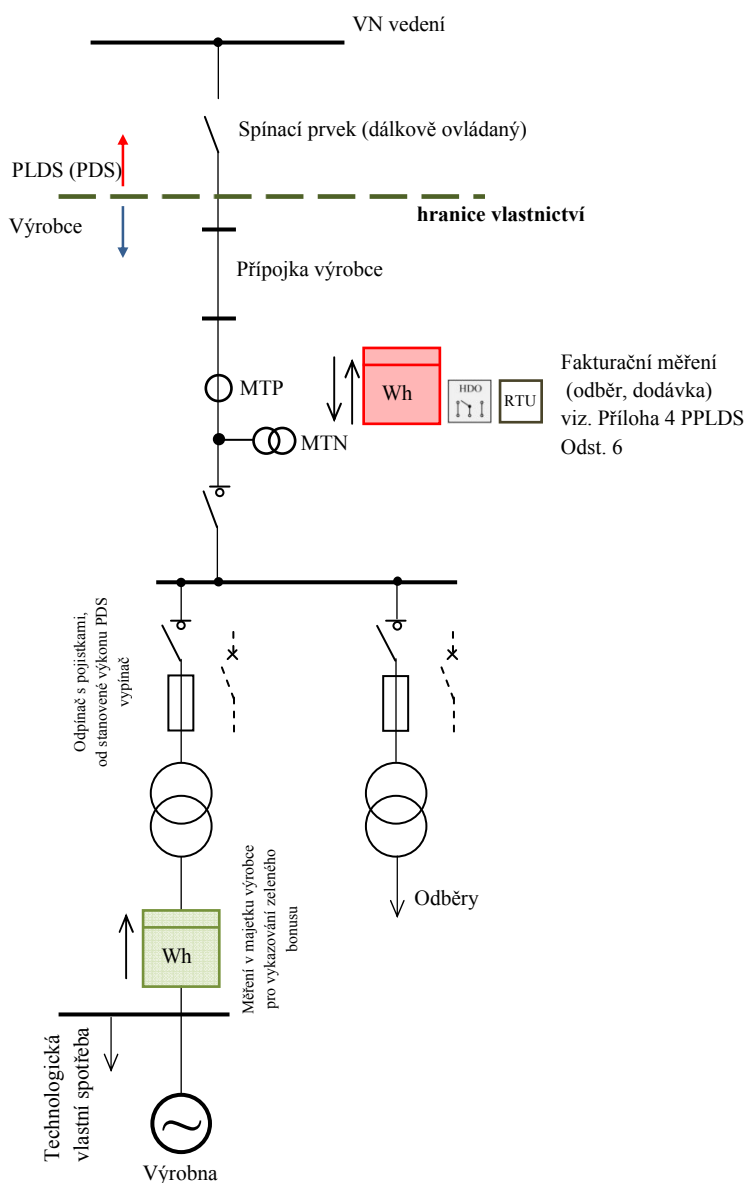 VN vedení
Spínací prvek (dálkově ovládaný)
PLDS (PDS)
hranice vlastnictví
Výrobce
Přípojka výrobce
MTP
Wh
HDO
RTU
Fakturační měření
(odběr, dodávka)
viz. Příloha 4 PPLDS
Odst. 6
MTN
Odpínač s pojistkami,
od stanovené výkonu PDS
vypínač
Odběry
Wh
Měření v majetku výrobce
pro vykazování zeleného
bonusu
Technologická
vlastní spotřeba
Výrobna